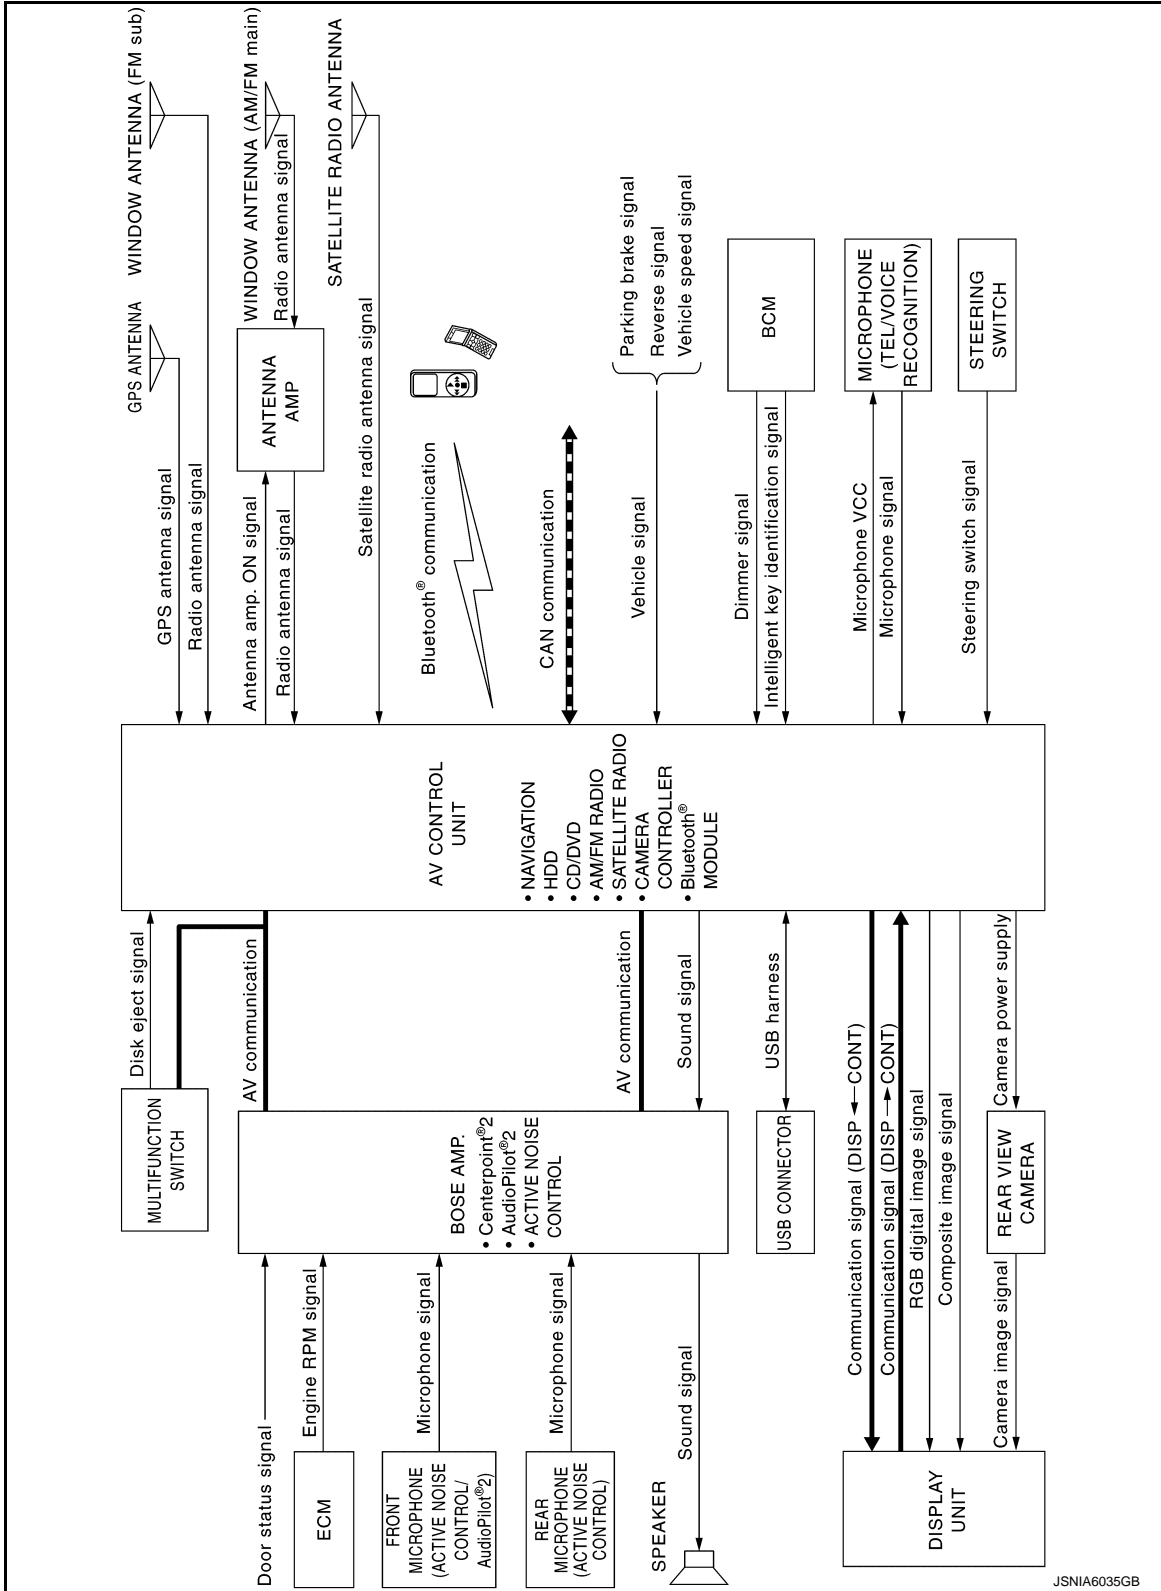 GPS ANTENNA
WINDOW ANTENNA (FM sub)
WINDOW ANTENNA (AM/FM main)
SATELLITE RADIO ANTENNA
Radio antenna signal
ANTENNA
AMP
GPS antenna signal
Radio antenna signal
Antenna amp. ON signal
Radio antenna signal
Satellite radio antenna signal
Bluetooth® communication
CAN communication
Parking brake signal
Reverse signal
Vehicle speed signal
Vehicle signal
BCM
Dimmer signal
Intelligent key identification signal
MICROPHONE
(TEL/VOICE
RECOGNITION)
Microphone VCC
Microphone signal
STEERING
SWITCH
Steering switch signal
AV CONTROL
UNIT
• NAVIGATION
• HDD
• CD/DVD
• AM/FM RADIO
• SATELLITE RADIO
• CAMERA
CONTROLLER
• Bluetooth®
MODULE
Disk eject signal
AV communication
AV communication
Sound signal
USB harness
Communication signal (DISP ← CONT)
Communication signal (DISP → CONT)
RGB digital image signal
Composite image signal
Camera power supply
MULTIFUNCTION
SWITCH
BOSE AMP.
• Centerpoint®2
• AudioPilot®2
• ACTIVE NOISE
CONTROL
USB CONNECTOR
REAR VIEW
CAMERA
Door status signal
Engine RPM signal
Microphone signal
Microphone signal
Sound signal
Camera image signal
ECM
FRONT
MICROPHONE
(ACTIVE NOISE
CONTROL/
AudioPilot®2)
REAR
MICROPHONE
(ACTIVE NOISE
CONTROL)
SPEAKER
DISPLAY
UNIT
JSNIA6035GB